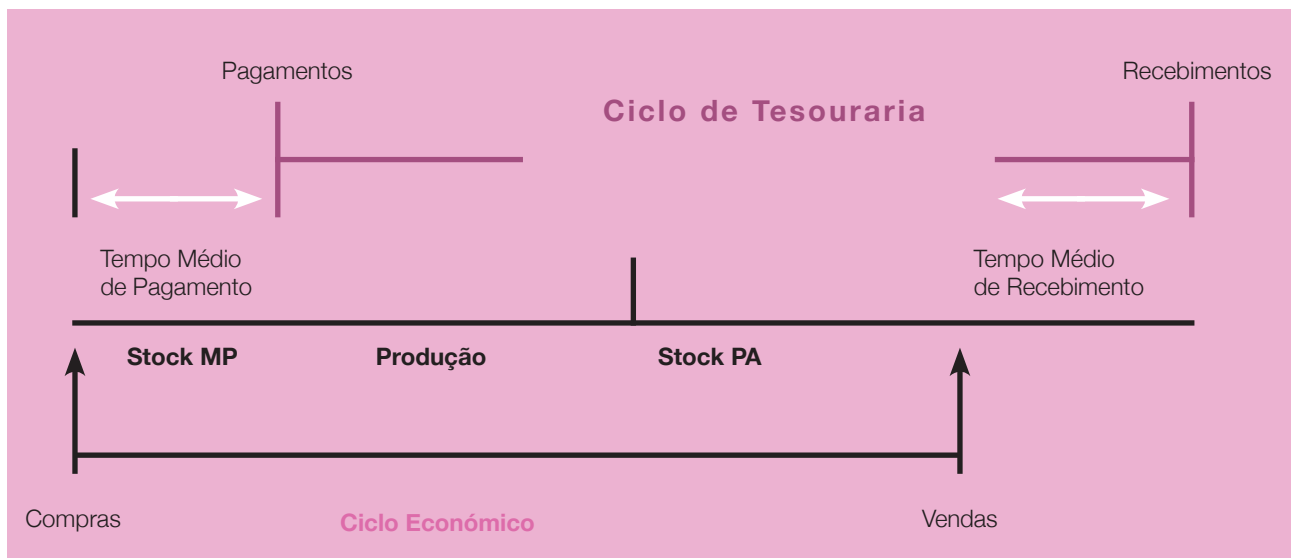 Pagamentos
Recebimentos
Ciclo de Tesouraria
Tempo Médio
de Pagamento
Tempo Médio
de Recebimento
Stock MP
Produção
Stock PA
Compras
Ciclo Económico
Vendas